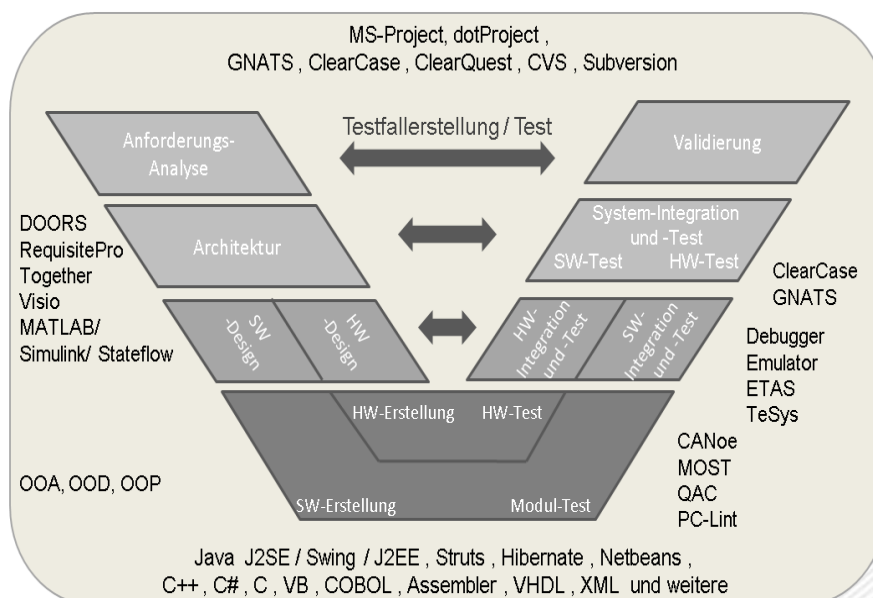 MS-Project, dotProject ,
GNATS , ClearCase , ClearQuest , CVS , Subversion
Anforderungs-
Analyse
Testfallerstellung / Test
Validierung
DOORS
RequisitePro
Together
Visio
MATLAB/
Simulink/ Stateflow
Architektur
System-Integration
und -Test
SW-Test HW-Test
ClearCase
GNATS
SW
-Design
HW
-Design
HW-
Integration
und -Test
SW-
Integration
und -Test
Debugger
Emulator
ETAS
TeSys
HW-Erstellung HW-Test
CANoe
MOST
QAC
PC-Lint
OOA, OOD, OOP
SW-Erstellung Modul-Test
Java J2SE / Swing / J2EE , Struts , Hibernate , Netbeans ,
C++ , C# , C , VB , COBOL , Assembler , VHDL , XML und weitere